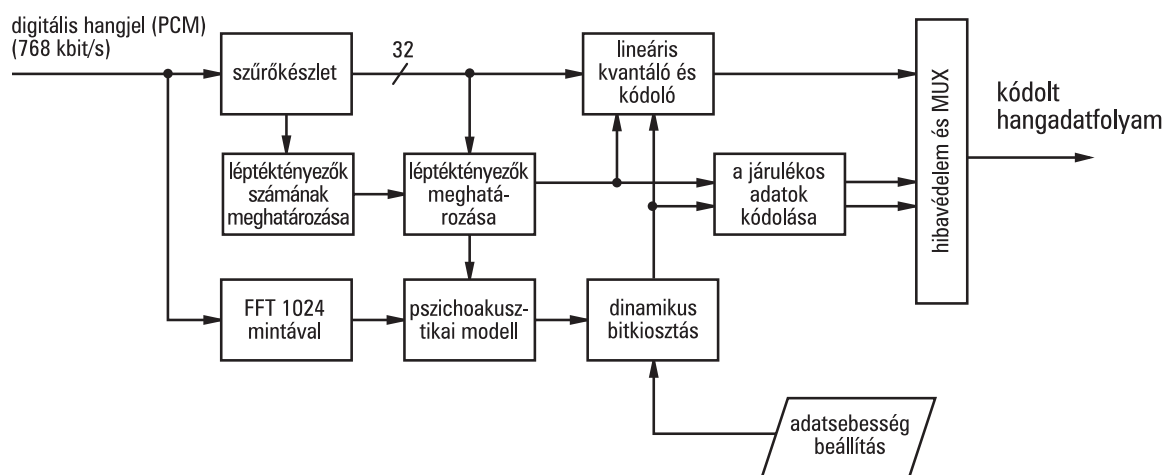 digitális hangjel (PCM)
(768 kbit/s)
szűrőkészlet
32
lineáris
kvantáló és
kódoló
léptéktényezők
számának
meghatározása
léptéktényezők
meghatá-
rozása
a járulékos
adatok
kódolása
hibavédelem és MUX
kódolt
hangadatfolyam
FFT 1024
mintával
pszichoakusz-
tikai modell
dinamikus
bitkiosztás
adatsebesség
beállítás